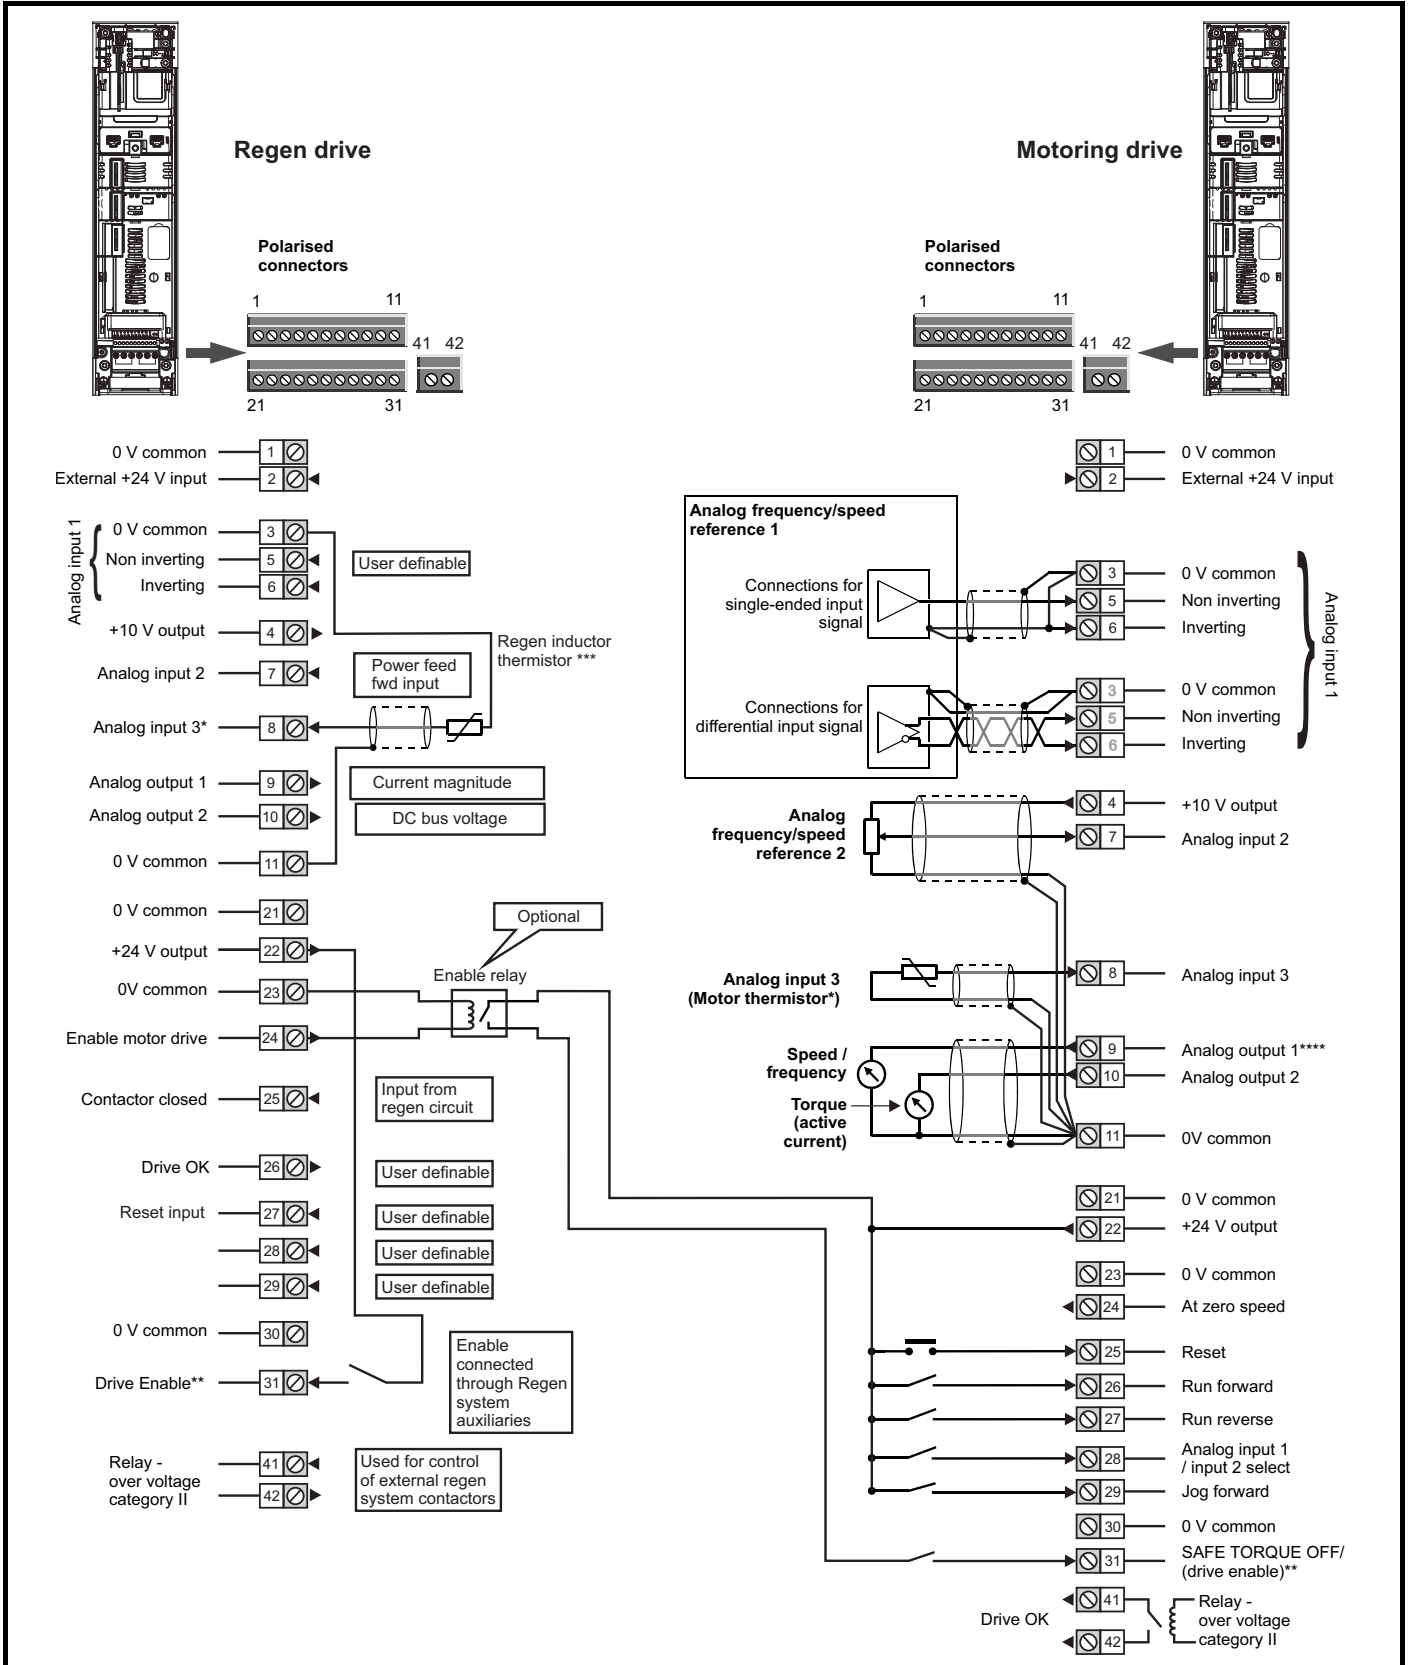 Regen drive
Motoring drive
Polarised
connectors
1 11
41 42
21 31
Polarised
connectors
1 11
41 42
21 31
0 V common 1
External +24 V input 2
Analog input 1
0 V common 3
Non inverting 5
Inverting 6
User definable
+10 V output 4
Regen inductor
thermistor ***
Analog input 2 7
Power feed
fwd input
Analog input 3* 8
Analog output 1 9
Current magnitude
Analog output 2 10
DC bus voltage
0 V common 11
0 V common 21
Optional
+24 V output 22
Enable relay
0V common 23
Enable motor drive 24
Contactor closed 25
Input from
regen circuit
Drive OK 26
User definable
Reset input 27
User definable
28
User definable
29
User definable
0 V common 30
Drive Enable** 31
Enable
connected
through Regen
system
auxiliaries
Relay -
over voltage
category II
41
42
Used for control
of external regen
system contactors
1 0 V common
2 External +24 V input
Analog frequency/speed
reference 1
Connections for
single-ended input
signal
3 0 V common
5 Non inverting
6 Inverting
Analog input 1
Connections for
differential input signal
3 0 V common
5 Non inverting
6 Inverting
Analog
frequency/speed
reference 2
4 +10 V output
7 Analog input 2
Analog input 3
(Motor thermistor*)
8 Analog input 3
Speed /
frequency
9 Analog output 1****
10 Analog output 2
Torque
(active
current)
11 0V common
21 0 V common
22 +24 V output
23 0 V common
24 At zero speed
25 Reset
26 Run forward
27 Run reverse
28 Analog input 1
/ input 2 select
29 Jog forward
30 0 V common
31 SAFE TORQUE OFF/
(drive enable)**
Drive OK
41
42
Relay -
over voltage
category II